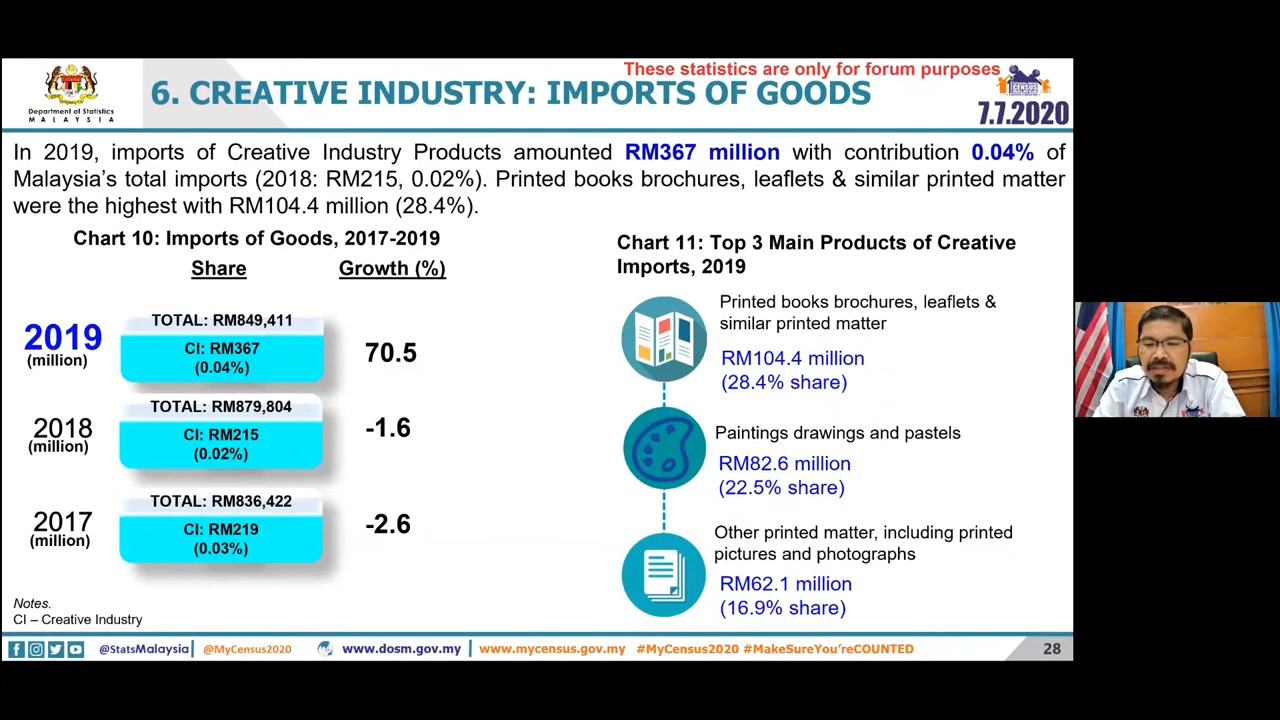 These statistics are only for forum purposes
Department of Statistics
MALAYSIA
6. CREATIVE INDUSTRY: IMPORTS OF GOODS
CENSUS
7.7.2020
In 2019, imports of Creative Industry Products amounted RM367 million with contribution 0.04% of
Malaysia's total imports (2018: RM215, 0.02%). Printed books brochures, leaflets & similar printed matter
were the highest with RM104.4 million (28.4%).
Chart 10: Imports of Goods, 2017-2019
Share
Growth (%)
2019
(million)
TOTAL: RM849,411
CI: RM367
(0.04%)
70.5
2018
(million)
TOTAL: RM879,804
CI: RM215
(0.02%)
-1.6
2017
(million)
TOTAL: RM836,422
CI: RM219
(0.03%)
-2.6
Chart 11: Top 3 Main Products of Creative
Imports, 2019
Printed books brochures, leaflets &
similar printed matter
RM104.4 million
(28.4% share)
Paintings drawings and pastels
RM82.6 million
(22.5% share)
Other printed matter, including printed
pictures and photographs
RM62.1 million
(16.9% share)
Notes.
CI – Creative Industry
@StatsMalaysia | @MyCensus2020 www.dosm.gov.my | www.mycensus.gov.my #MyCensus2020 #MakeSureYou'reCOUNTED 28